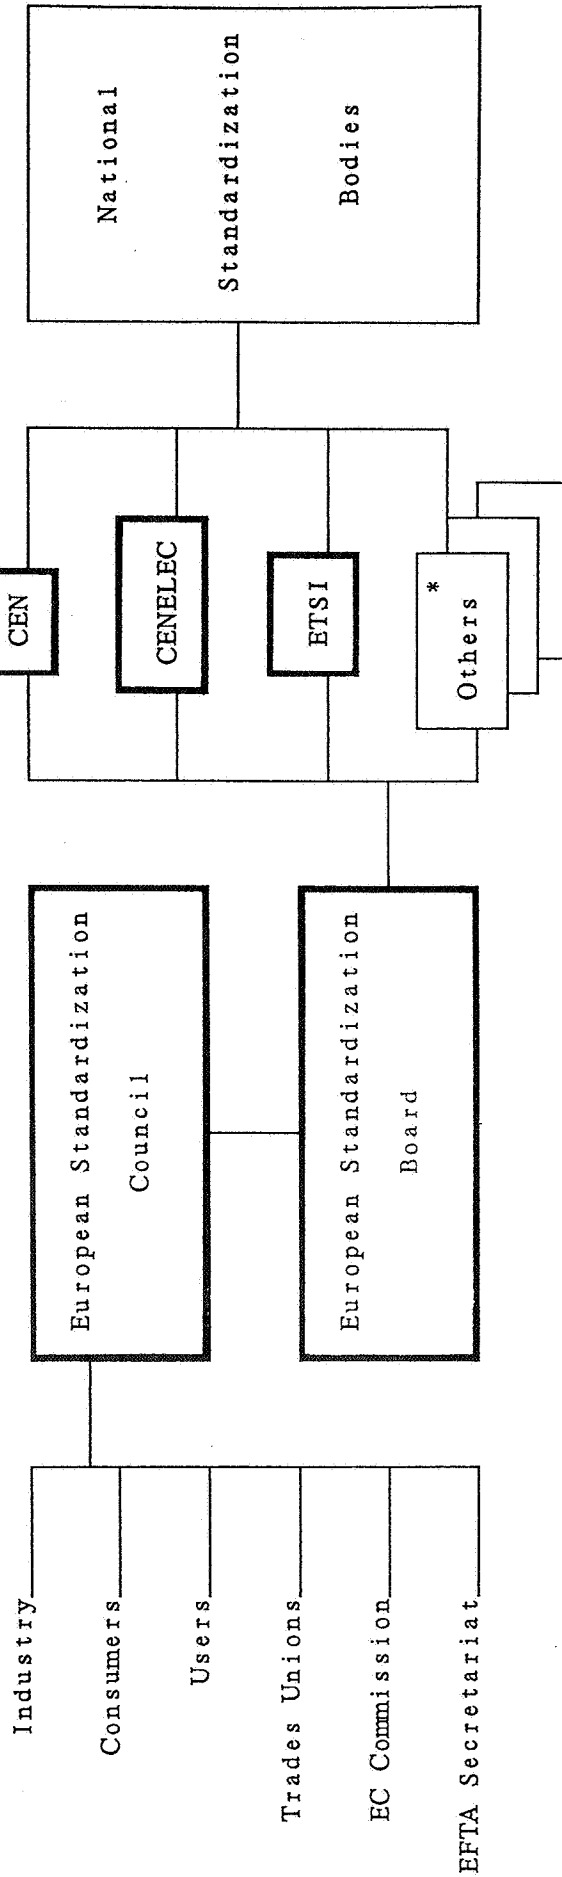 Industry
Consumers
Users
Trades Unions
EC Commission
EFTA Secretariat
European Standardization
Council
European Standardization
Board
CEN
CENELEC
ETSI
*
Others
National
Standardization
Bodies